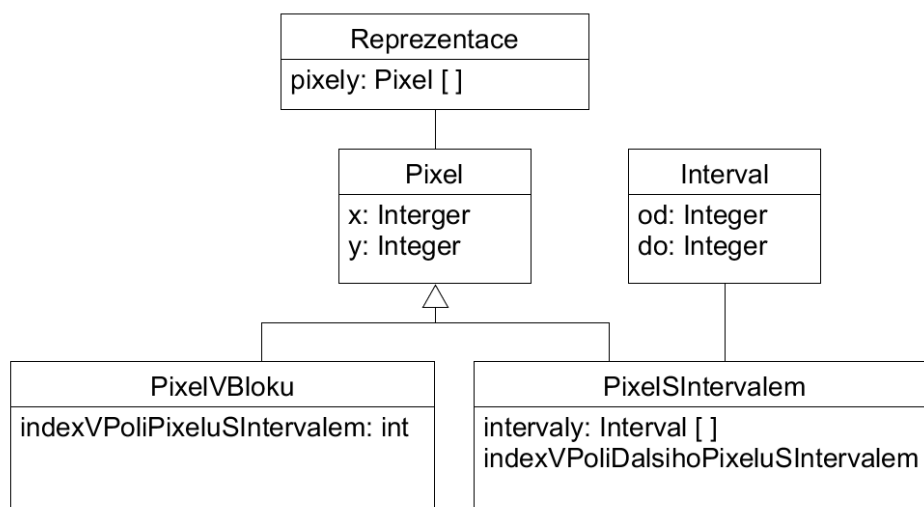 Reprezentace
pixely: Pixel [ ]
Pixel
x: Interger
y: Integer
Interval
od: Integer
do: Integer
PixelVBloku
indexVPoliPixeluSIntervalem: int
PixelSIntervalem
intervaly: Interval [ ]
indexVPoliDalsihoPixeluSIntervalem